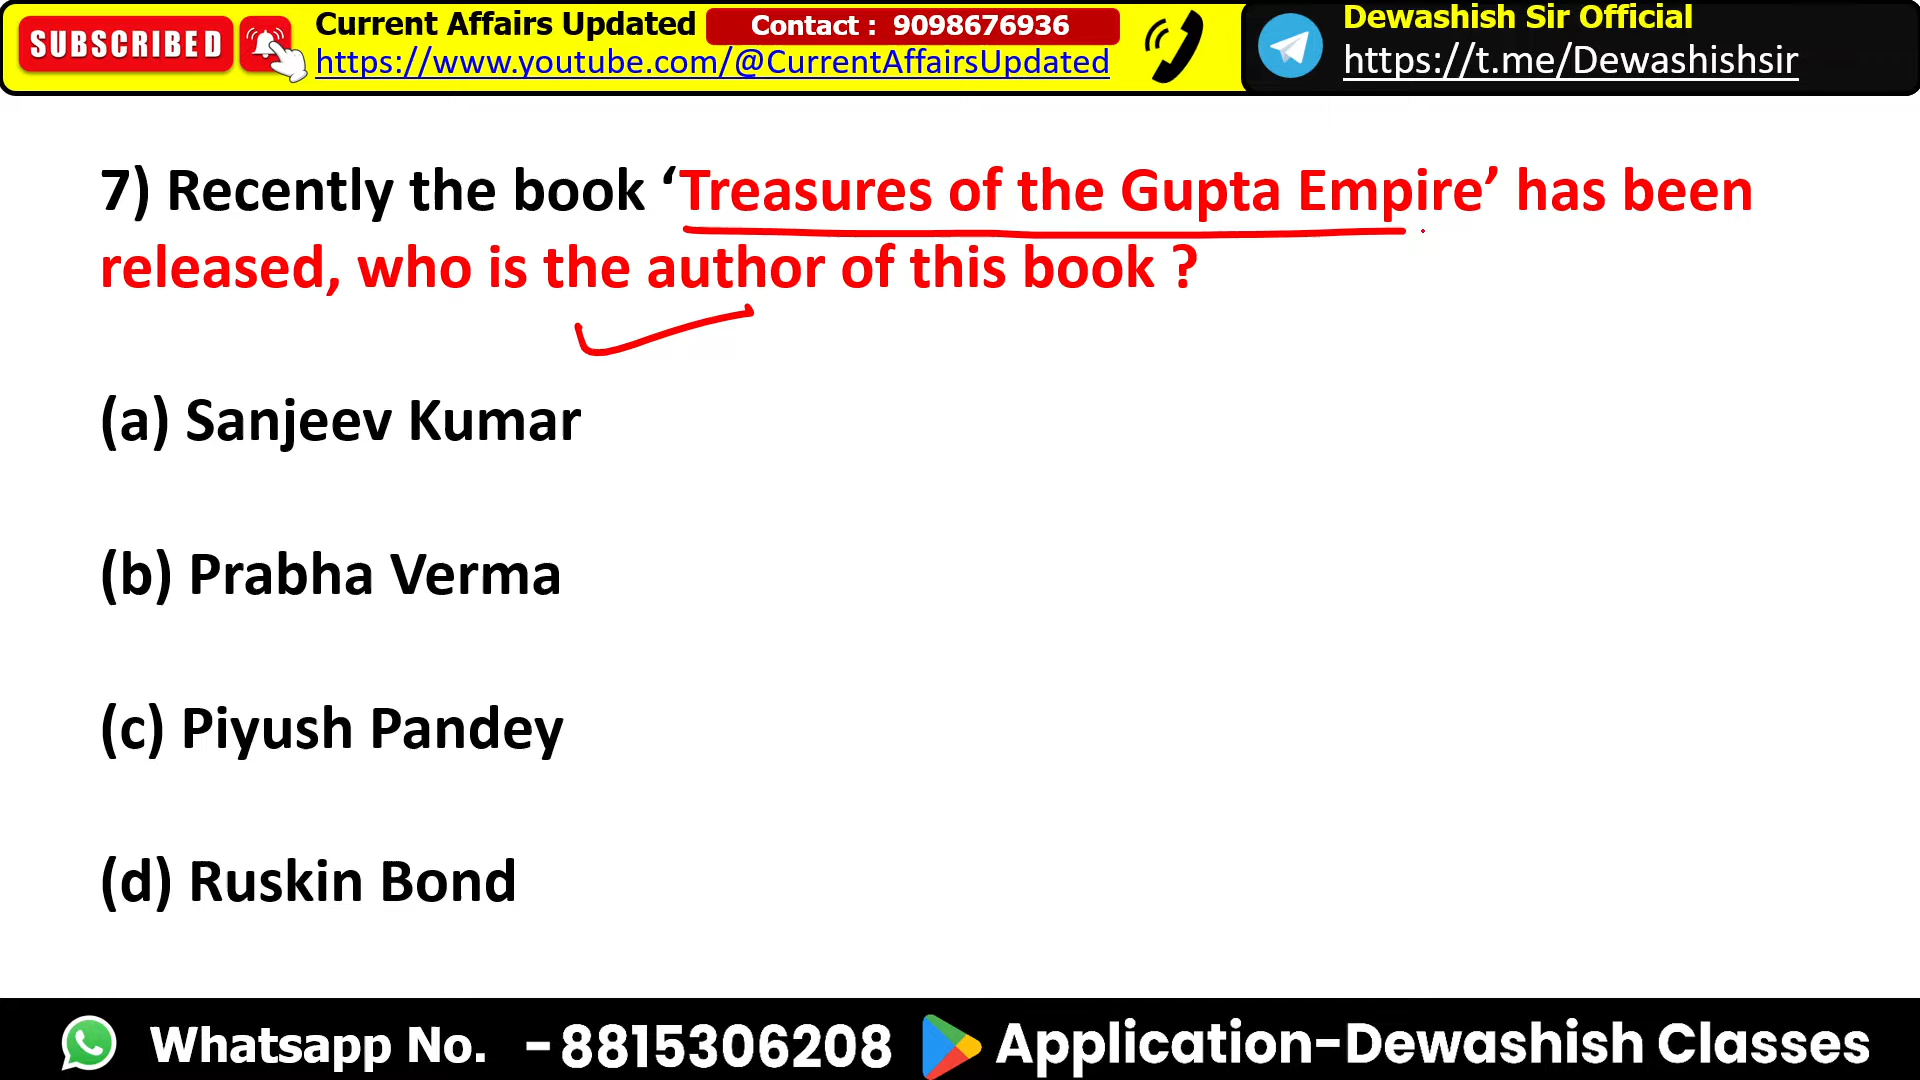 SUBSCRIBED
Current Affairs Updated
Contact : 9098676936
https://www.youtube.com/@CurrentAffairsUpdated
Dewashish Sir Official
https://t.me/Dewashishsir
7) Recently the book ‘Treasures of the Gupta Empire’ has been
released, who is the author of this book ?
(a) Sanjeev Kumar
(b) Prabha Verma
(c) Piyush Pandey
(d) Ruskin Bond
Whatsapp No. -8815306208
Application-Dewashish Classes